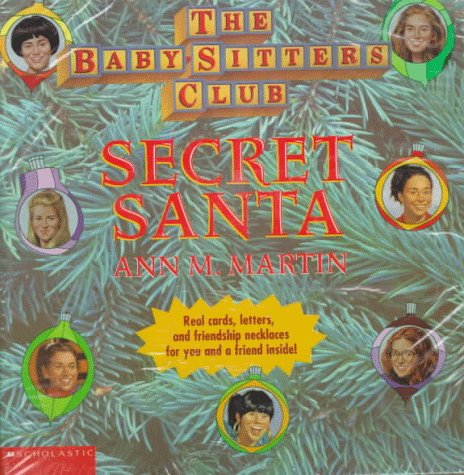 THE
BABY-SITTERS
CLUB
SECRET
SANTA
ANN M. MARTIN
Real cards, letters,
and friendship necklaces
for you and a friend inside!
SCHOLASTIC